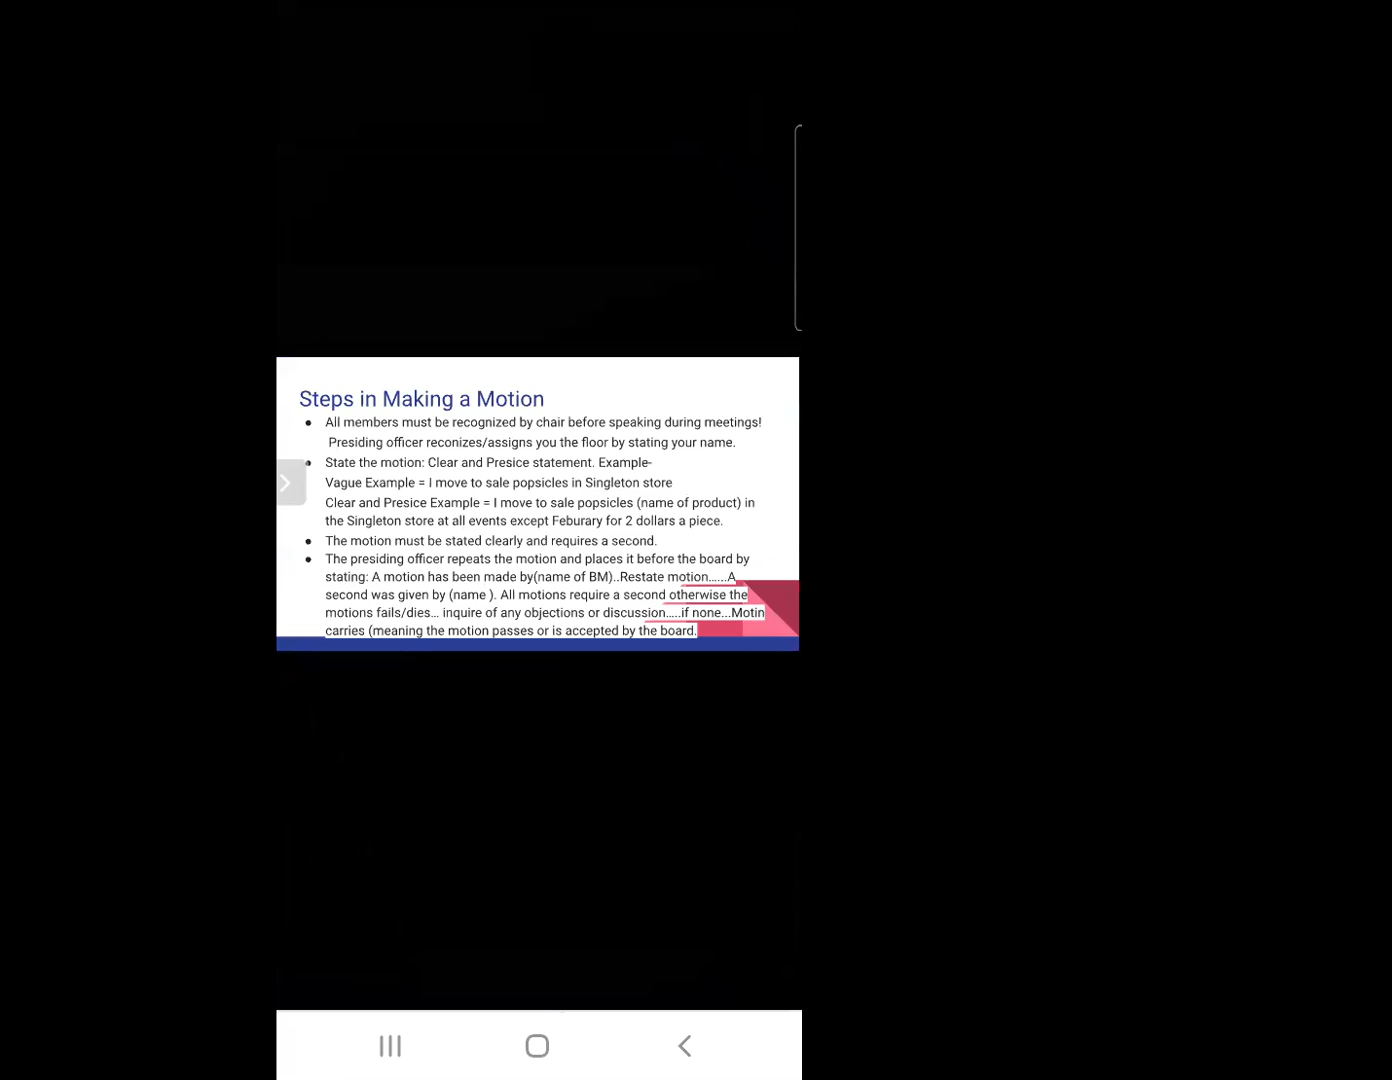 Steps in Making a Motion
● All members must be recognized by chair before speaking during meetings!
Presiding officer reconizes/assigns you the floor by stating your name.
● State the motion: Clear and Presice statement. Example-
Vague Example = I move to sale popsicles in Singleton store
Clear and Presice Example = I move to sale popsicles (name of product) in
the Singleton store at all events except Feburary for 2 dollars a piece.
● The motion must be stated clearly and requires a second.
● The presiding officer repeats the motion and places it before the board by
stating: A motion has been made by(name of BM)..Restate motion......A
second was given by (name ). All motions require a second otherwise the
motions fails/dies... inquire of any objections or discussion.....if none...Motin
carries (meaning the motion passes or is accepted by the board.